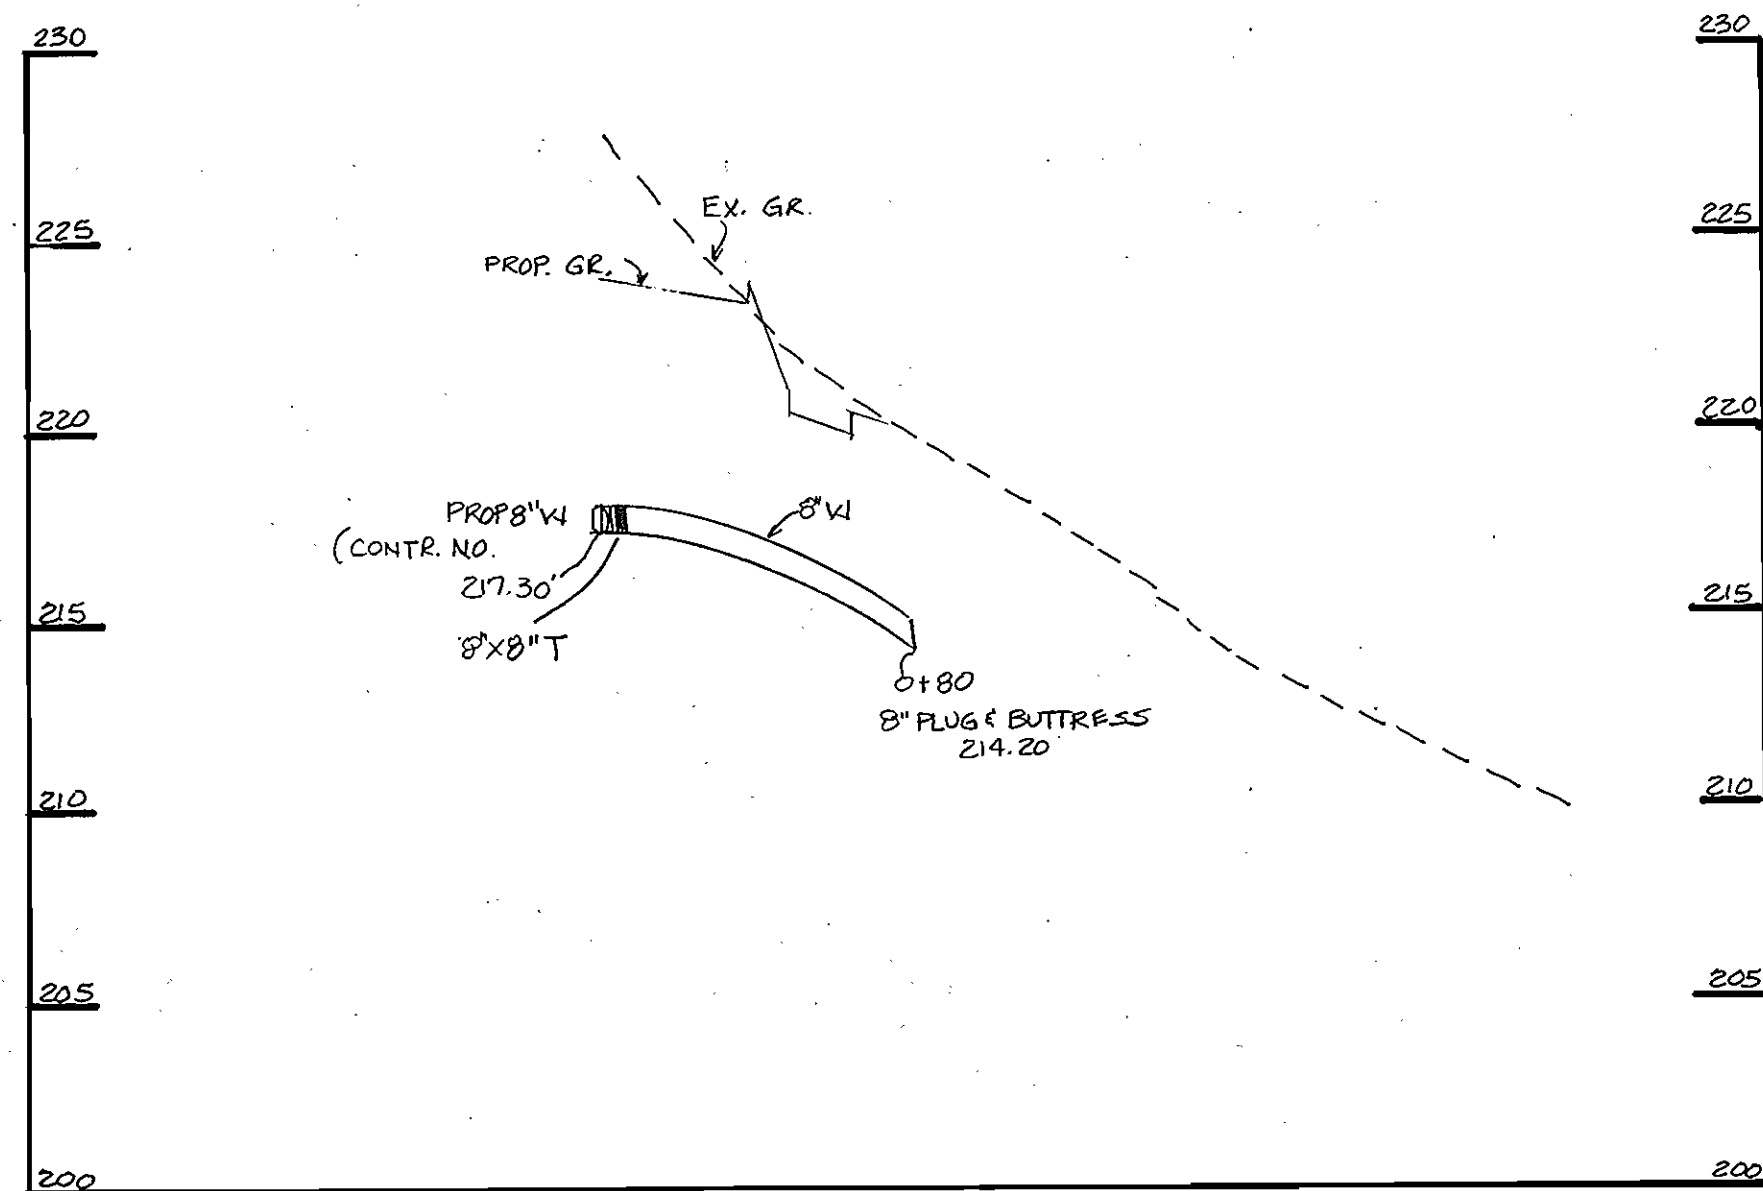 230
230
EX. GR.
225
225
PROP. GR.
220
220
PROP 8" W
8" W
(CONTR. NO.
217.30'
215
215
8"X8" T
0+80
8" PLUG & BUTTRESS
214.20
210
210
205
205
200
200